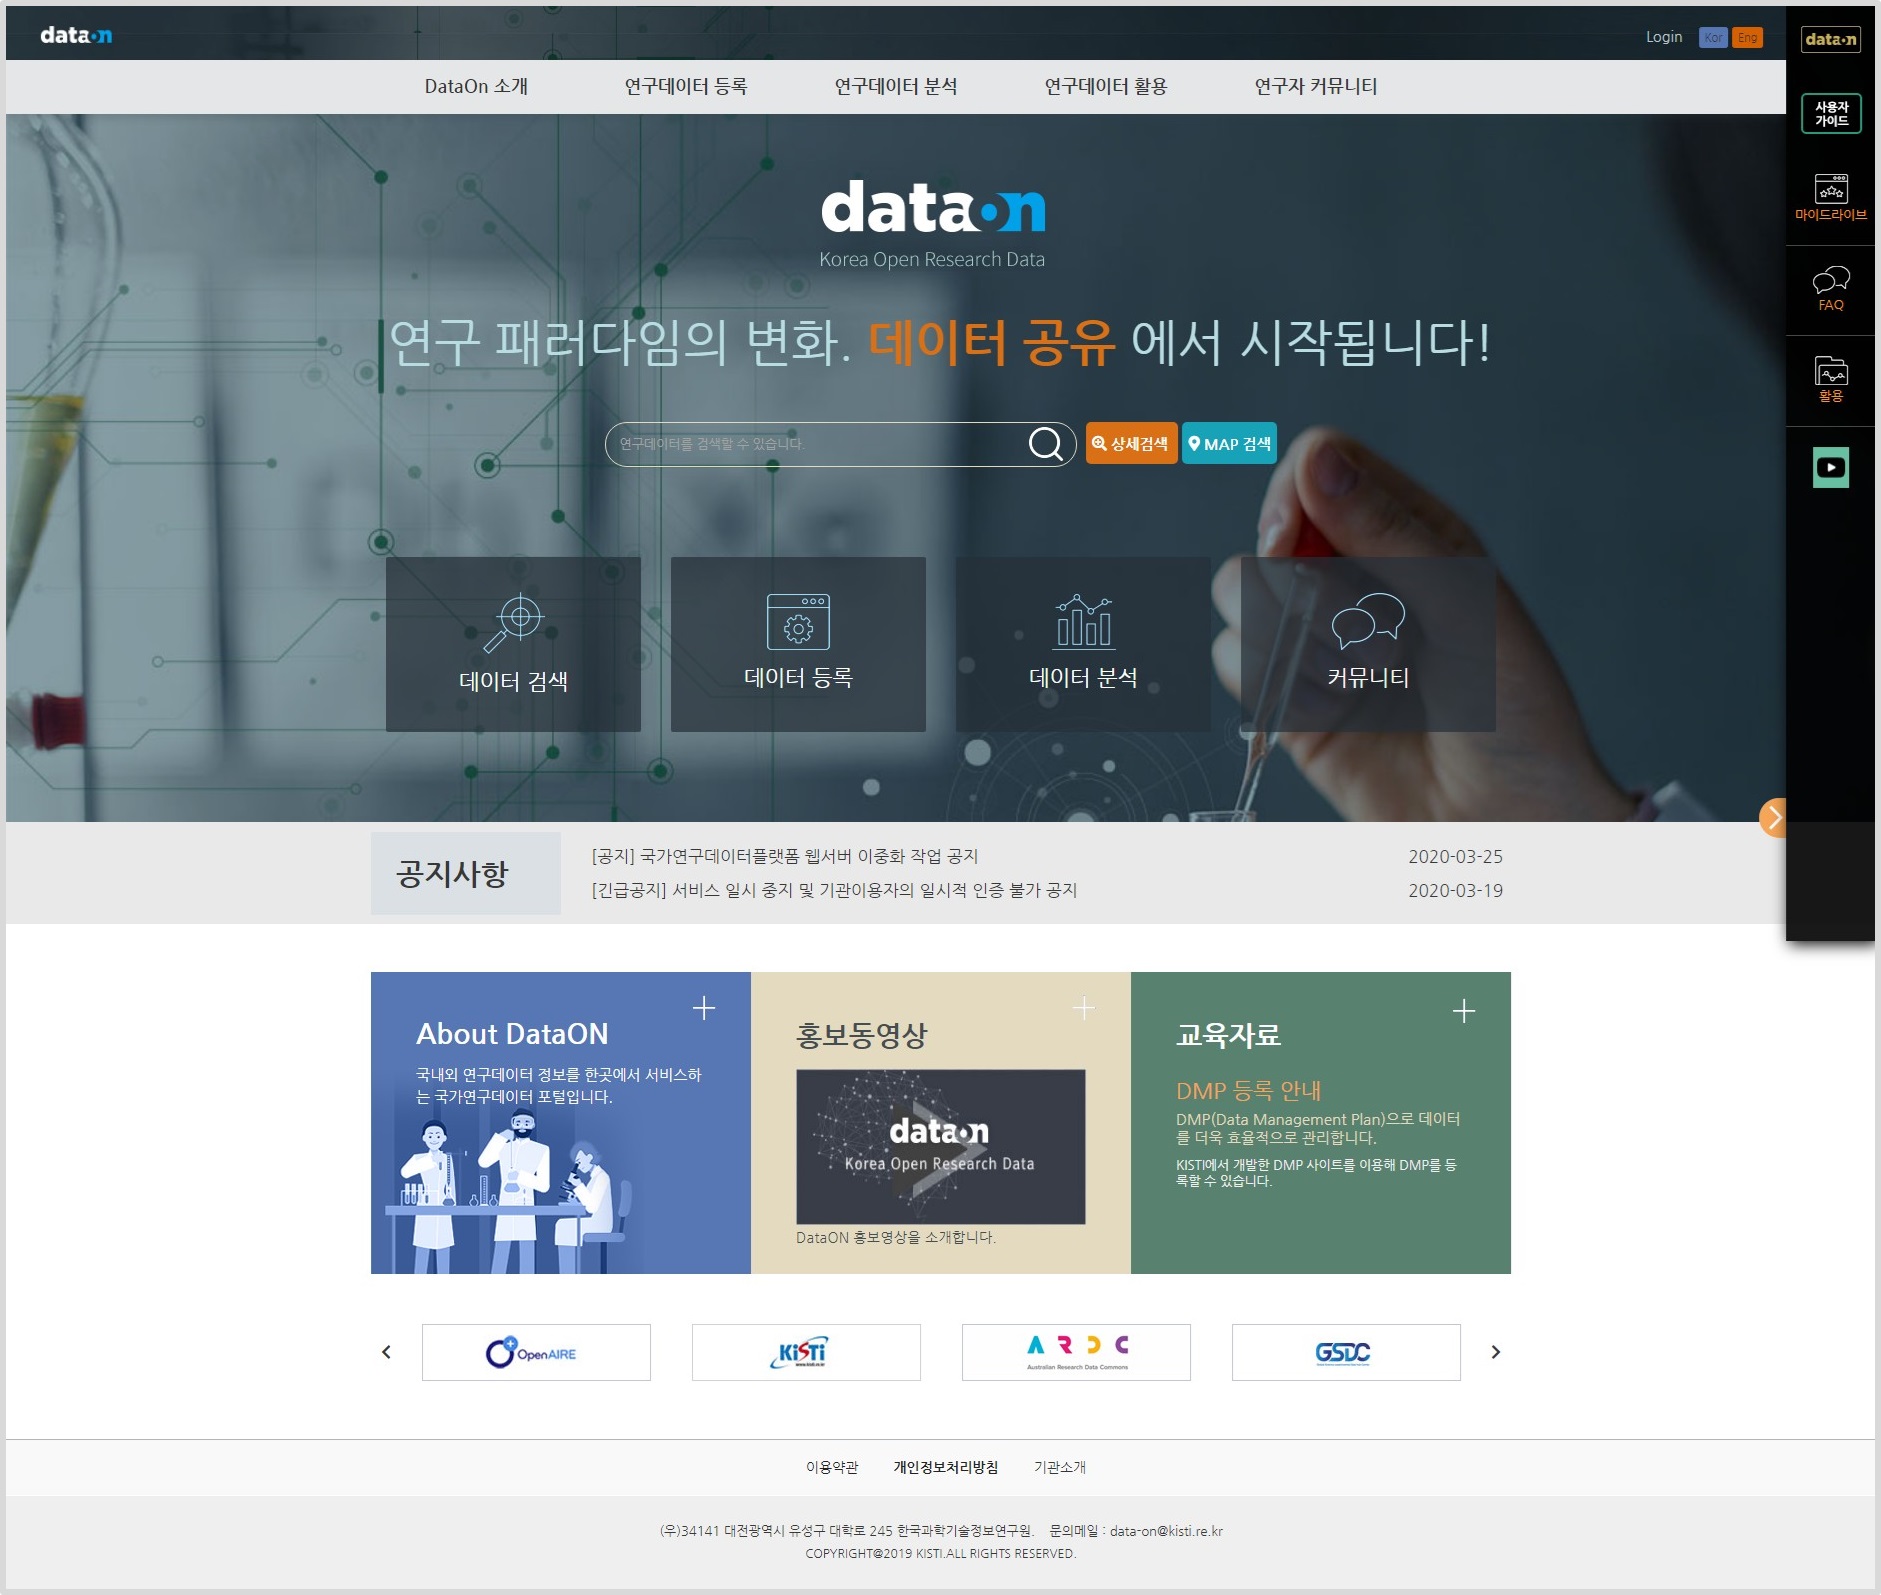 dataon
Login Kor Eng
dataon
DataOn 소개 연구데이터 등록 연구데이터 분석 연구데이터 활용 연구자 커뮤니티
사용자
가이드
마이드라이브
FAQ
활용
dataon
Korea Open Research Data
연구 패러다임의 변화. 데이터 공유 에서 시작됩니다!
연구데이터를 검색할 수 있습니다.
상세검색 MAP 검색
데이터 검색 데이터 등록 데이터 분석 커뮤니티
공지사항
[공지] 국가연구데이터플랫폼 웹서버 이중화 작업 공지 2020-03-25
[긴급공지] 서비스 일시 중지 및 기관이용자의 일시적 인증 불가 공지 2020-03-19
About DataON
국내외 연구데이터 정보를 한곳에서 서비스하
는 국가연구데이터 포털입니다.
홍보동영상
dataon
Korea Open Research Data
DataON 홍보영상을 소개합니다.
교육자료
DMP 등록 안내
DMP(Data Management Plan)으로 데이터
를 더욱 효율적으로 관리합니다.
KISTI에서 개발한 DMP 사이트를 이용해 DMP를 등
록할 수 있습니다.
OpenAIRE
KiSTi
www.kisti.re.kr
ARDC
Australian Research Data Commons
GSDC
이용약관 개인정보처리방침 기관소개
(우)34141 대전광역시 유성구 대학로 245 한국과학기술정보연구원. 문의메일 : data-on@kisti.re.kr
COPYRIGHT@2019 KISTI.ALL RIGHTS RESERVED.